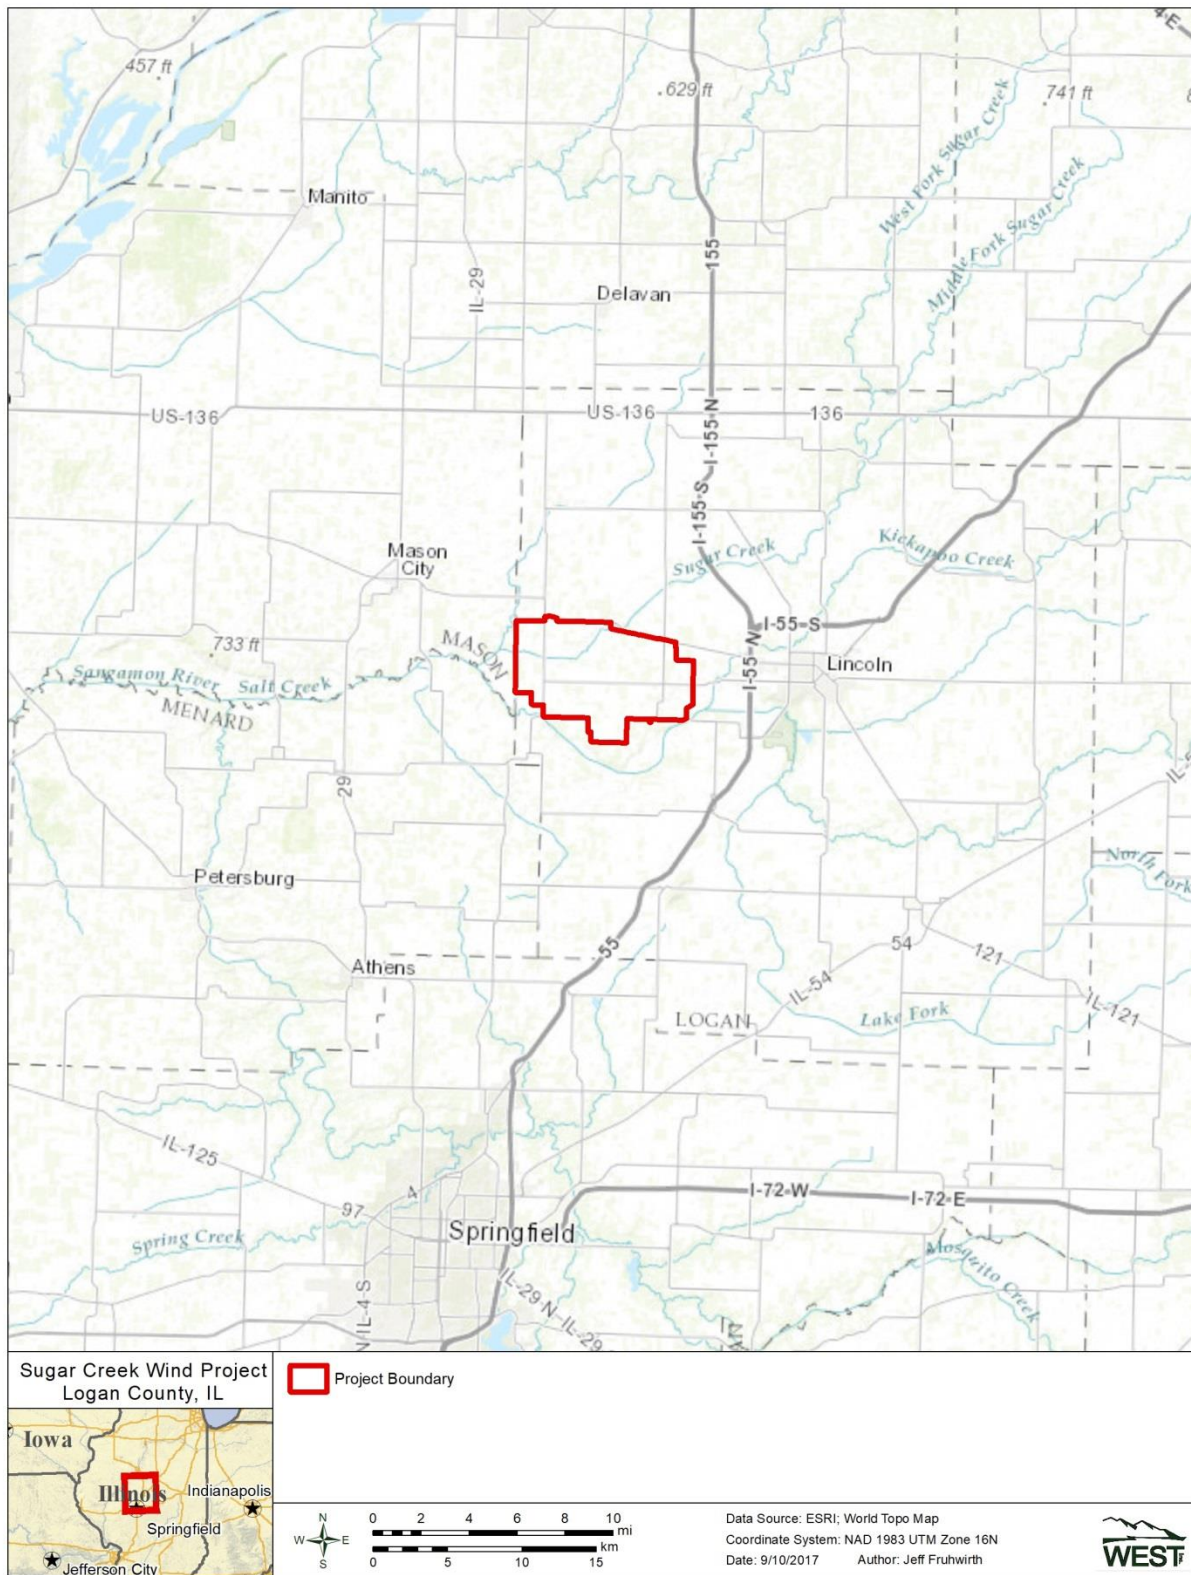 4-E
457 ft
629 ft
741 ft
West Fork Sugar Creek
Middle Fork Sugar Creek
Manito
155
IL-29
Delavan
US-136
US-136
136
I-155-N
I-155-S
Mason
City
Sugar Creek
Kickapoo Creek
I-55-S
I-55-N
MASON
733 ft
Lincoln
Sangamon River
Salt Creek
MENARD
29
North Fork
Petersburg
55
54
121
Athens
IL-54
IL-121
LOGAN
Lake Fork
IL-125
I-72-W
I-72-E
4
97
Springfield
Spring Creek
Mosquito Creek
IL-29-N
IL-29
N-IL-4-S
Sugar Creek Wind Project
Logan County, IL
Project Boundary
Iowa
Illinois
Indianapolis
Springfield
Jefferson City
N
W E
S
0 2 4 6 8 10
mi
km
0 5 10 15
Data Source: ESRI; World Topo Map
Coordinate System: NAD 1983 UTM Zone 16N
Date: 9/10/2017 Author: Jeff Fruhwirth
WEST